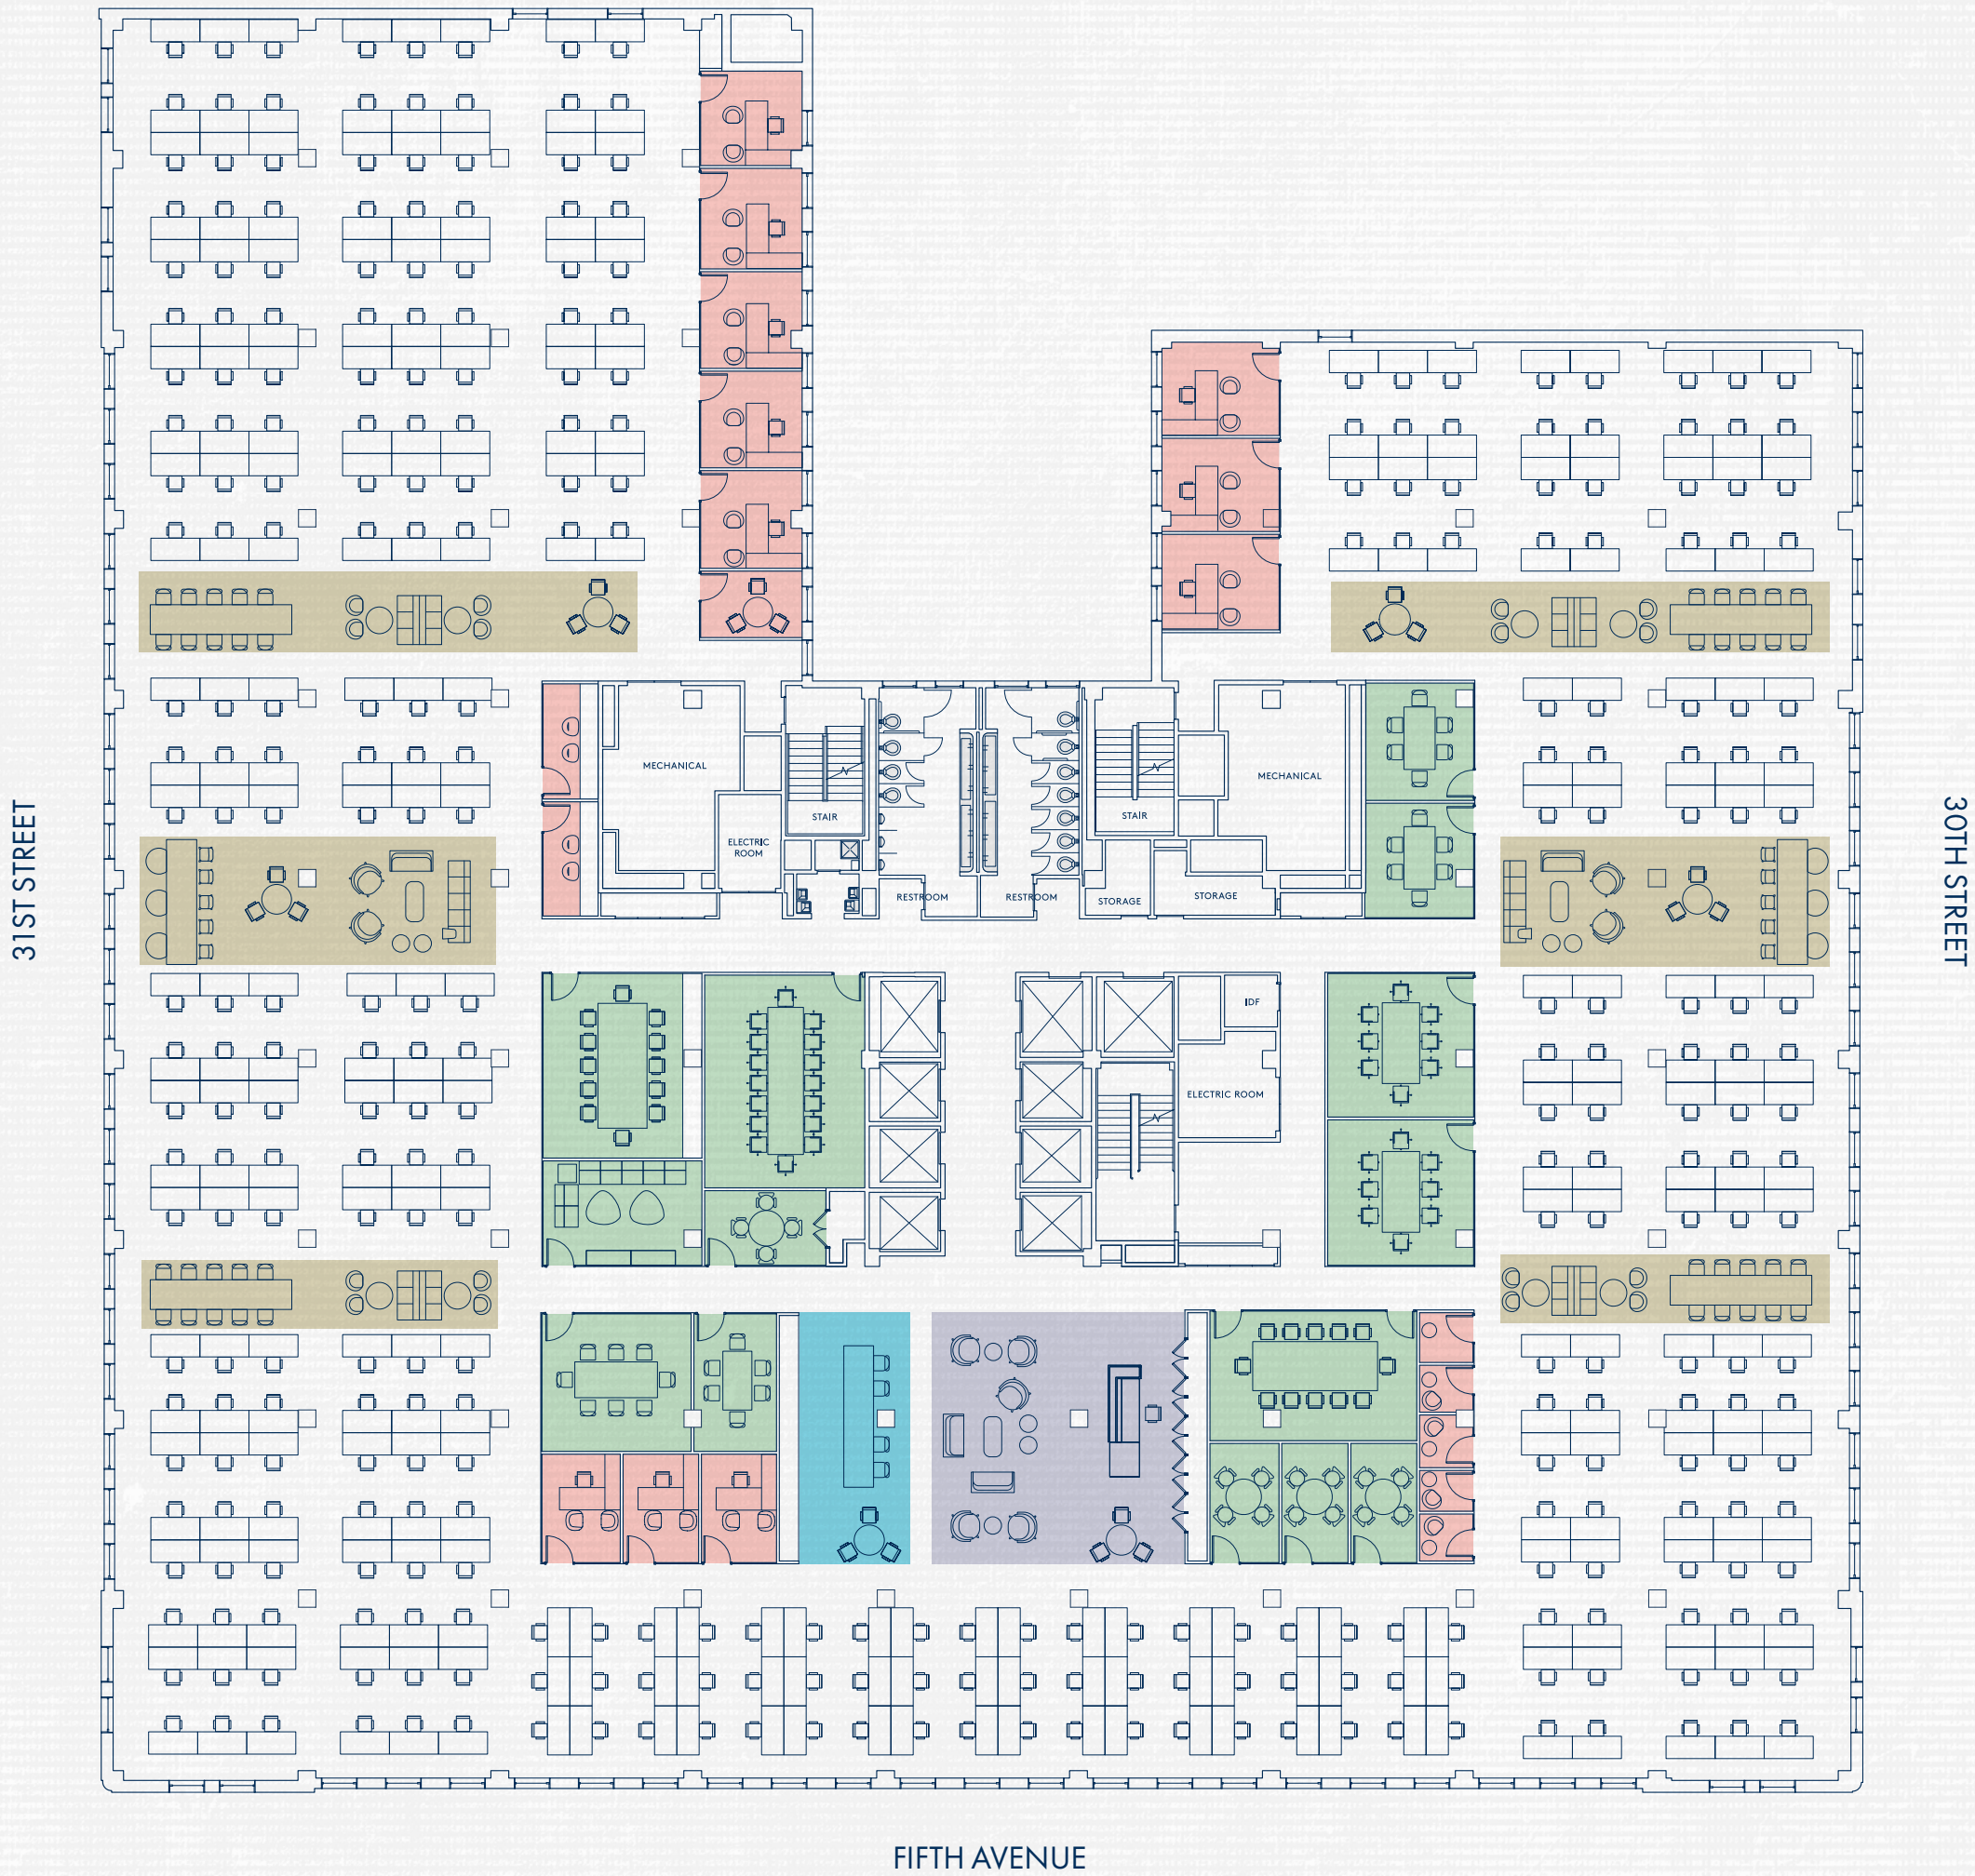 MECHANICAL
MECHANICAL
STAIR
STAIR
ELECTRIC
ROOM
RESTROOM
RESTROOM
STORAGE
STORAGE
31ST STREET
30TH STREET
IDF
ELECTRIC ROOM
FIFTH AVENUE